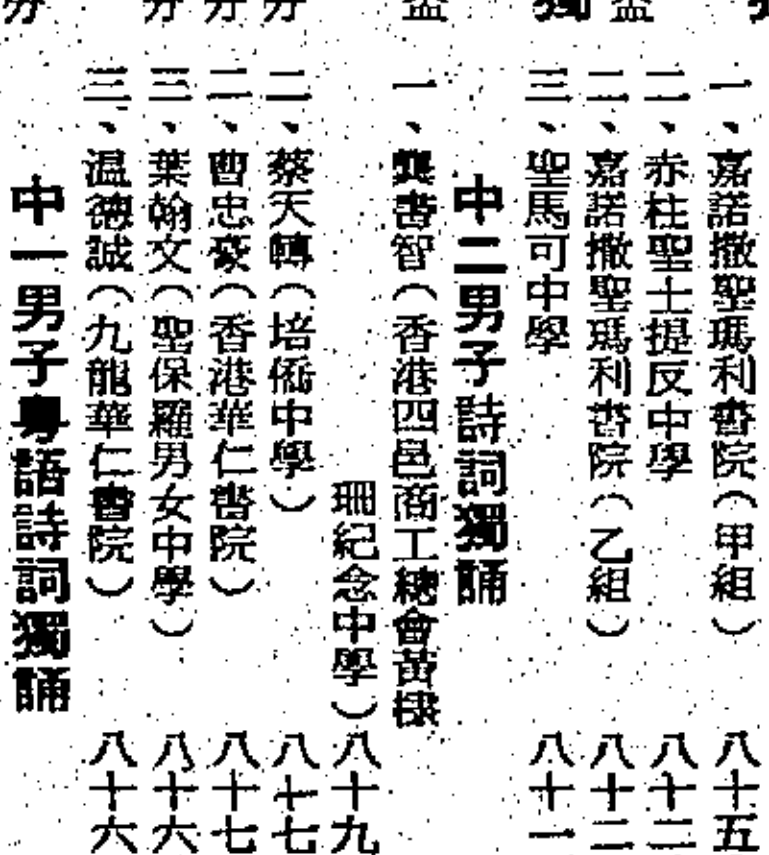 一、嘉諾撒聖瑪利書院(甲組) 八十五
二、赤柱聖士提反中學 八十二
二、嘉諾撒聖瑪利書院(乙組) 八十二
三、聖馬可中學 八十一
中二男子詩詞獨誦
一、龔書智(香港四邑商工總會黃棣
珊紀念中學) 八十九
二、蔡天轉(培僑中學) 八十七
二、曹忠豪(香港華仁書院) 八十七
三、葉翰文(聖保羅男女中學) 八十六
三、温德誠(九龍華仁書院) 八十六
中一男子粵語詩詞獨誦